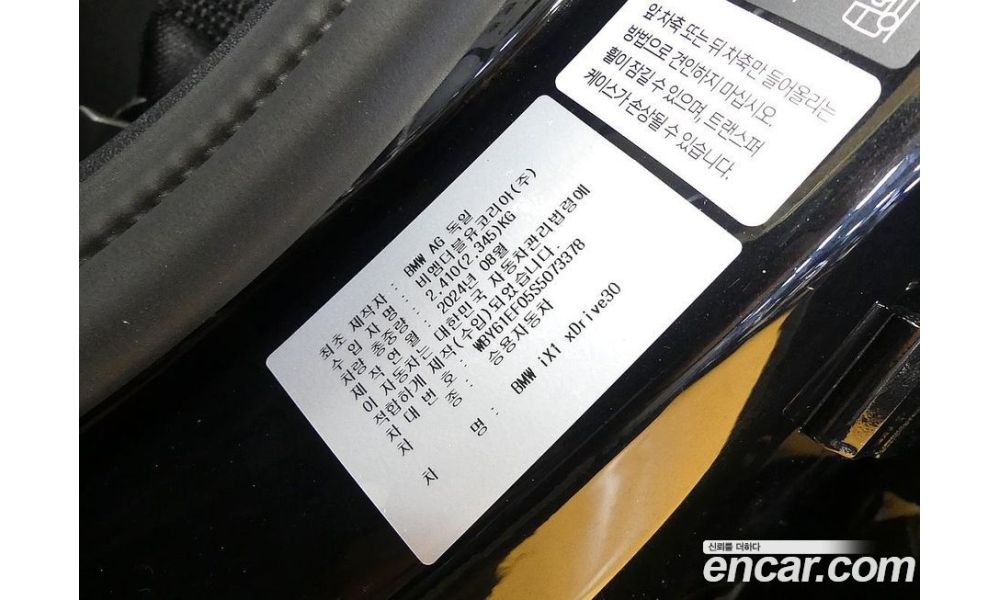 앞 차축 또는 뒤 차축만 들어올리는
방법으로 견인하지 마십시오.
휠이 잠길 수 있으며, 트랜스퍼
케이스가 손상될 수 있습니다.
최초 제작자 : BMW AG 독일
수입 자명 : 비엠더블유코리아(주)
차량 총중량 : 2,410(2,345)KG
제작 연월 : 2024년 08월
이 자동차는 대한민국 자동차관리법령에
적합하게 제작(수입)되었습니다.
차대번호 : WBY61EF05S5073378
차 종 : 승용자동차
차 명 : BMW iX1 xDrive30
신뢰를 더하다
encar.com